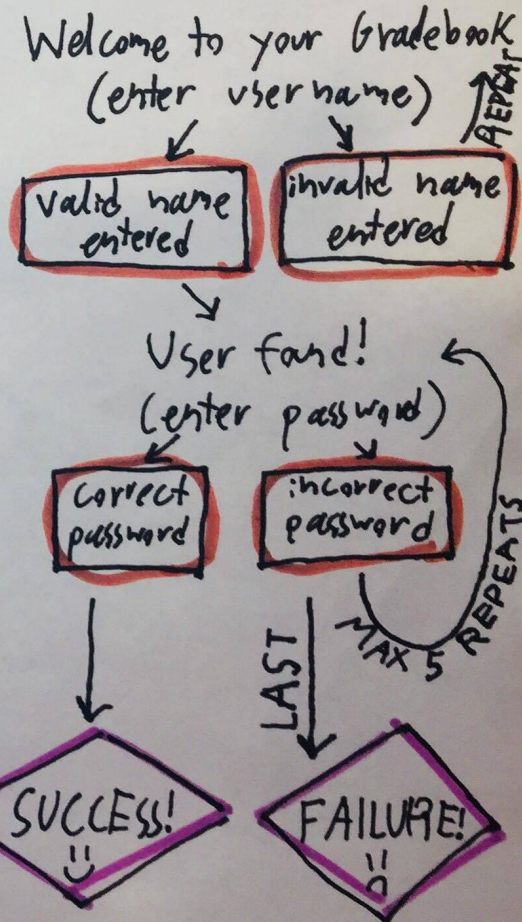 Welcome to your Gradebook
(enter username)
REPEAT
valid name
entered
invalid name
entered
User fand!
(enter password)
correct
password
incorrect
password
MAX 5 REPEATS
LAST
SUCCESS!
FAILURE!